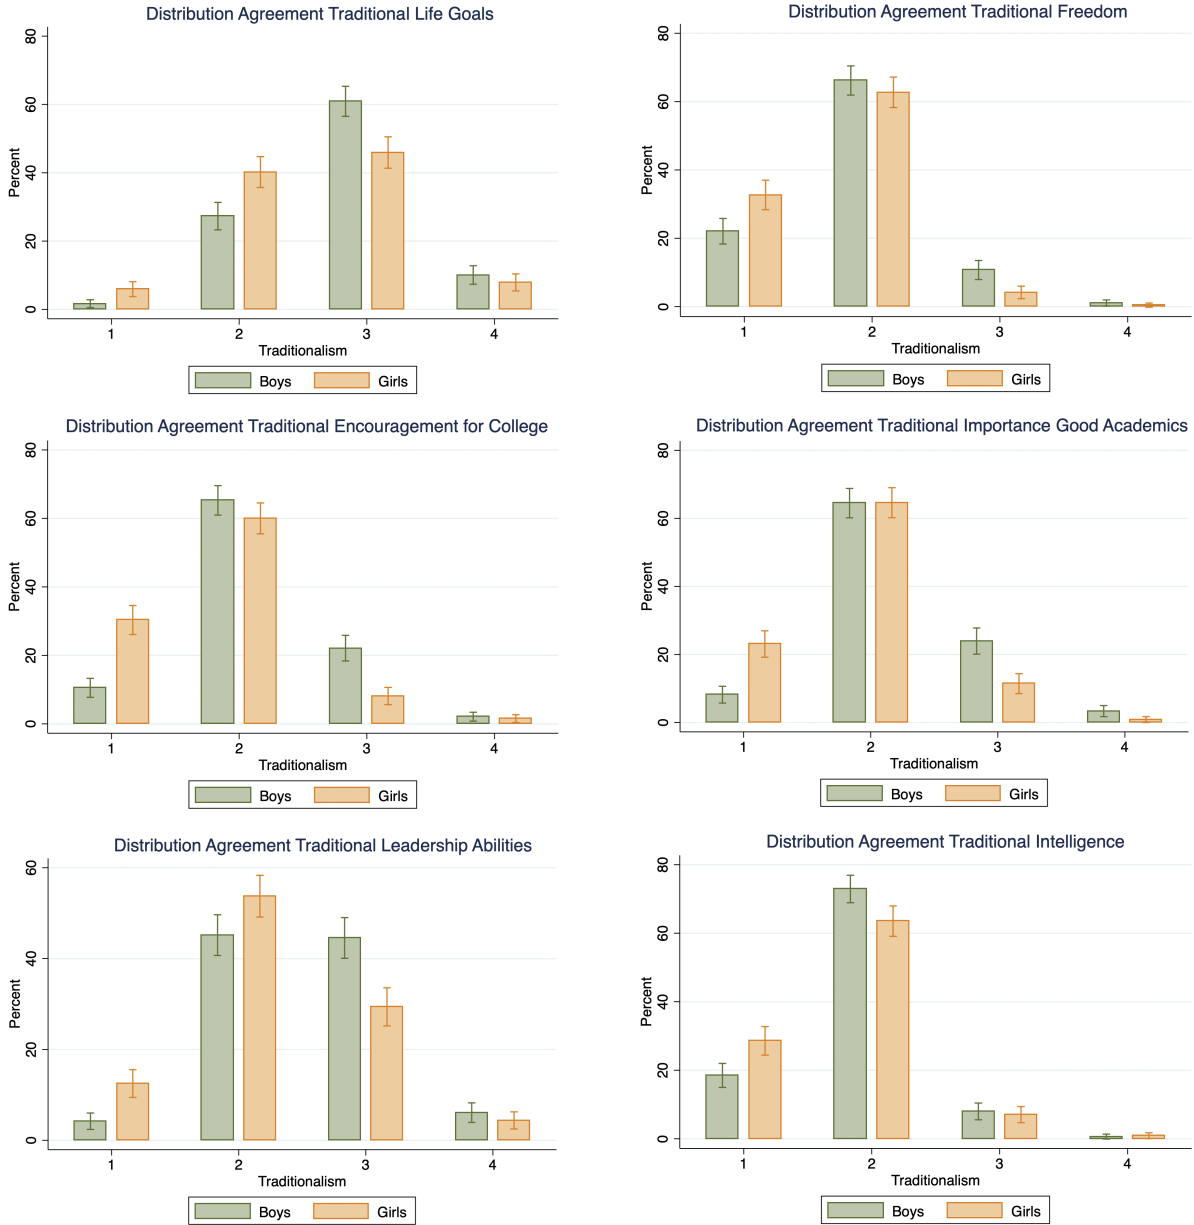 Distribution Agreement Traditional Life Goals
80
60
40
20
0
Percent
1 2 3 4
Traditionalism
Boys Girls
Distribution Agreement Traditional Freedom
80
60
40
20
0
Percent
1 2 3 4
Traditionalism
Boys Girls
Distribution Agreement Traditional Encouragement for College
80
60
40
20
0
Percent
1 2 3 4
Traditionalism
Boys Girls
Distribution Agreement Traditional Importance Good Academics
80
60
40
20
0
Percent
1 2 3 4
Traditionalism
Boys Girls
Distribution Agreement Traditional Leadership Abilities
60
40
20
0
Percent
1 2 3 4
Traditionalism
Boys Girls
Distribution Agreement Traditional Intelligence
80
60
40
20
0
Percent
1 2 3 4
Traditionalism
Boys Girls